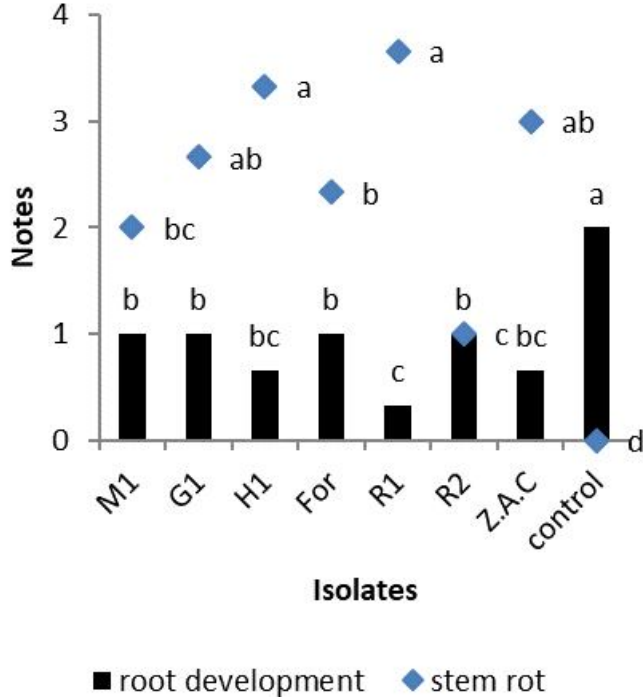 4
a
a
3
ab
ab
b
a
2
bc
b
b
b
b
1
bc
c
c bc
0
d
M1 G1 H1 For R1 R2 Z.A.C control
Notes
Isolates
root development stem rot